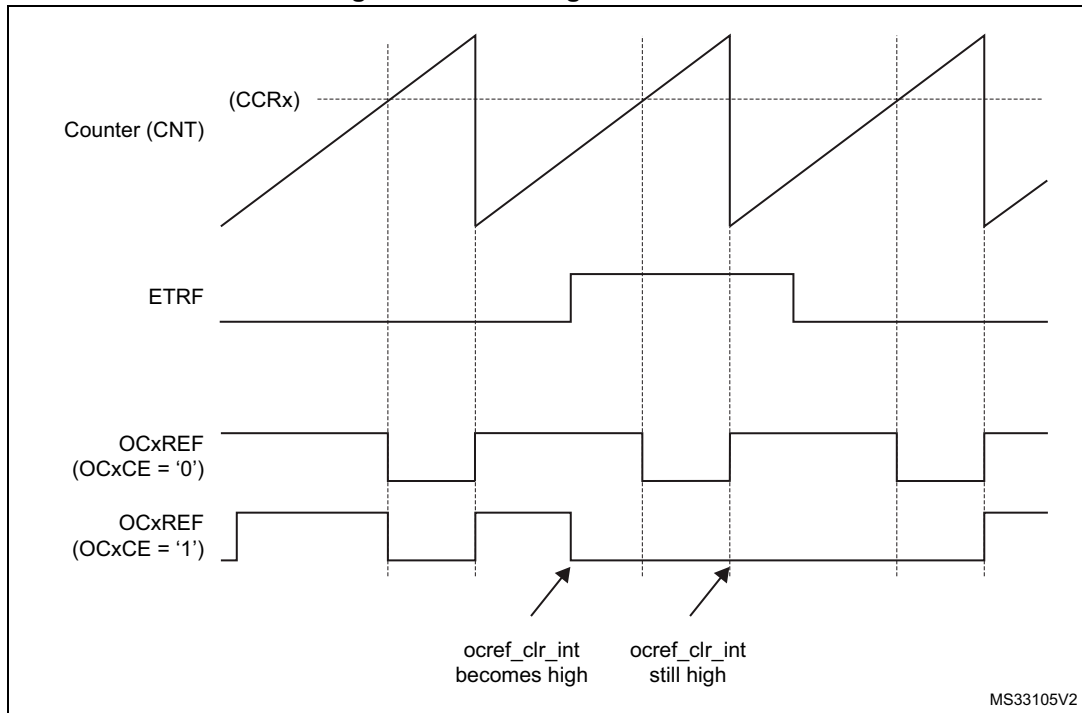 (CCRx)
Counter (CNT)
ETRF
OCxREF
(OCxCE = ‘0’)
OCxREF
(OCxCE = ‘1’)
ocref_clr_int
becomes high
ocref_clr_int
still high
MS33105V2